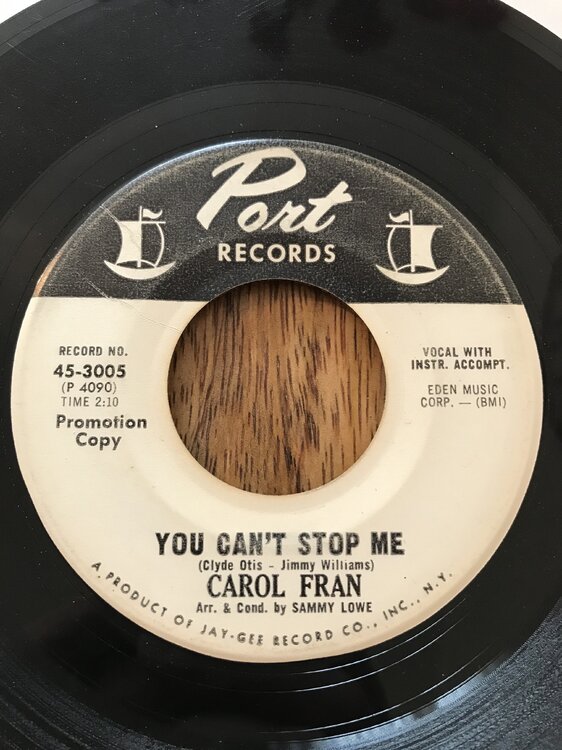 Port
RECORDS
RECORD NO.
45-3005
(P 4090)
TIME 2:10
Promotion
Copy
VOCAL WITH
INSTR. ACCOMPT.
EDEN MUSIC
CORP. — (BMI)
YOU CAN'T STOP ME
(Clyde Otis - Jimmy Williams)
CAROL FRAN
Arr. & Cond. by SAMMY LOWE
A PRODUCT OF JAY-GEE RECORD CO., INC., N.Y.